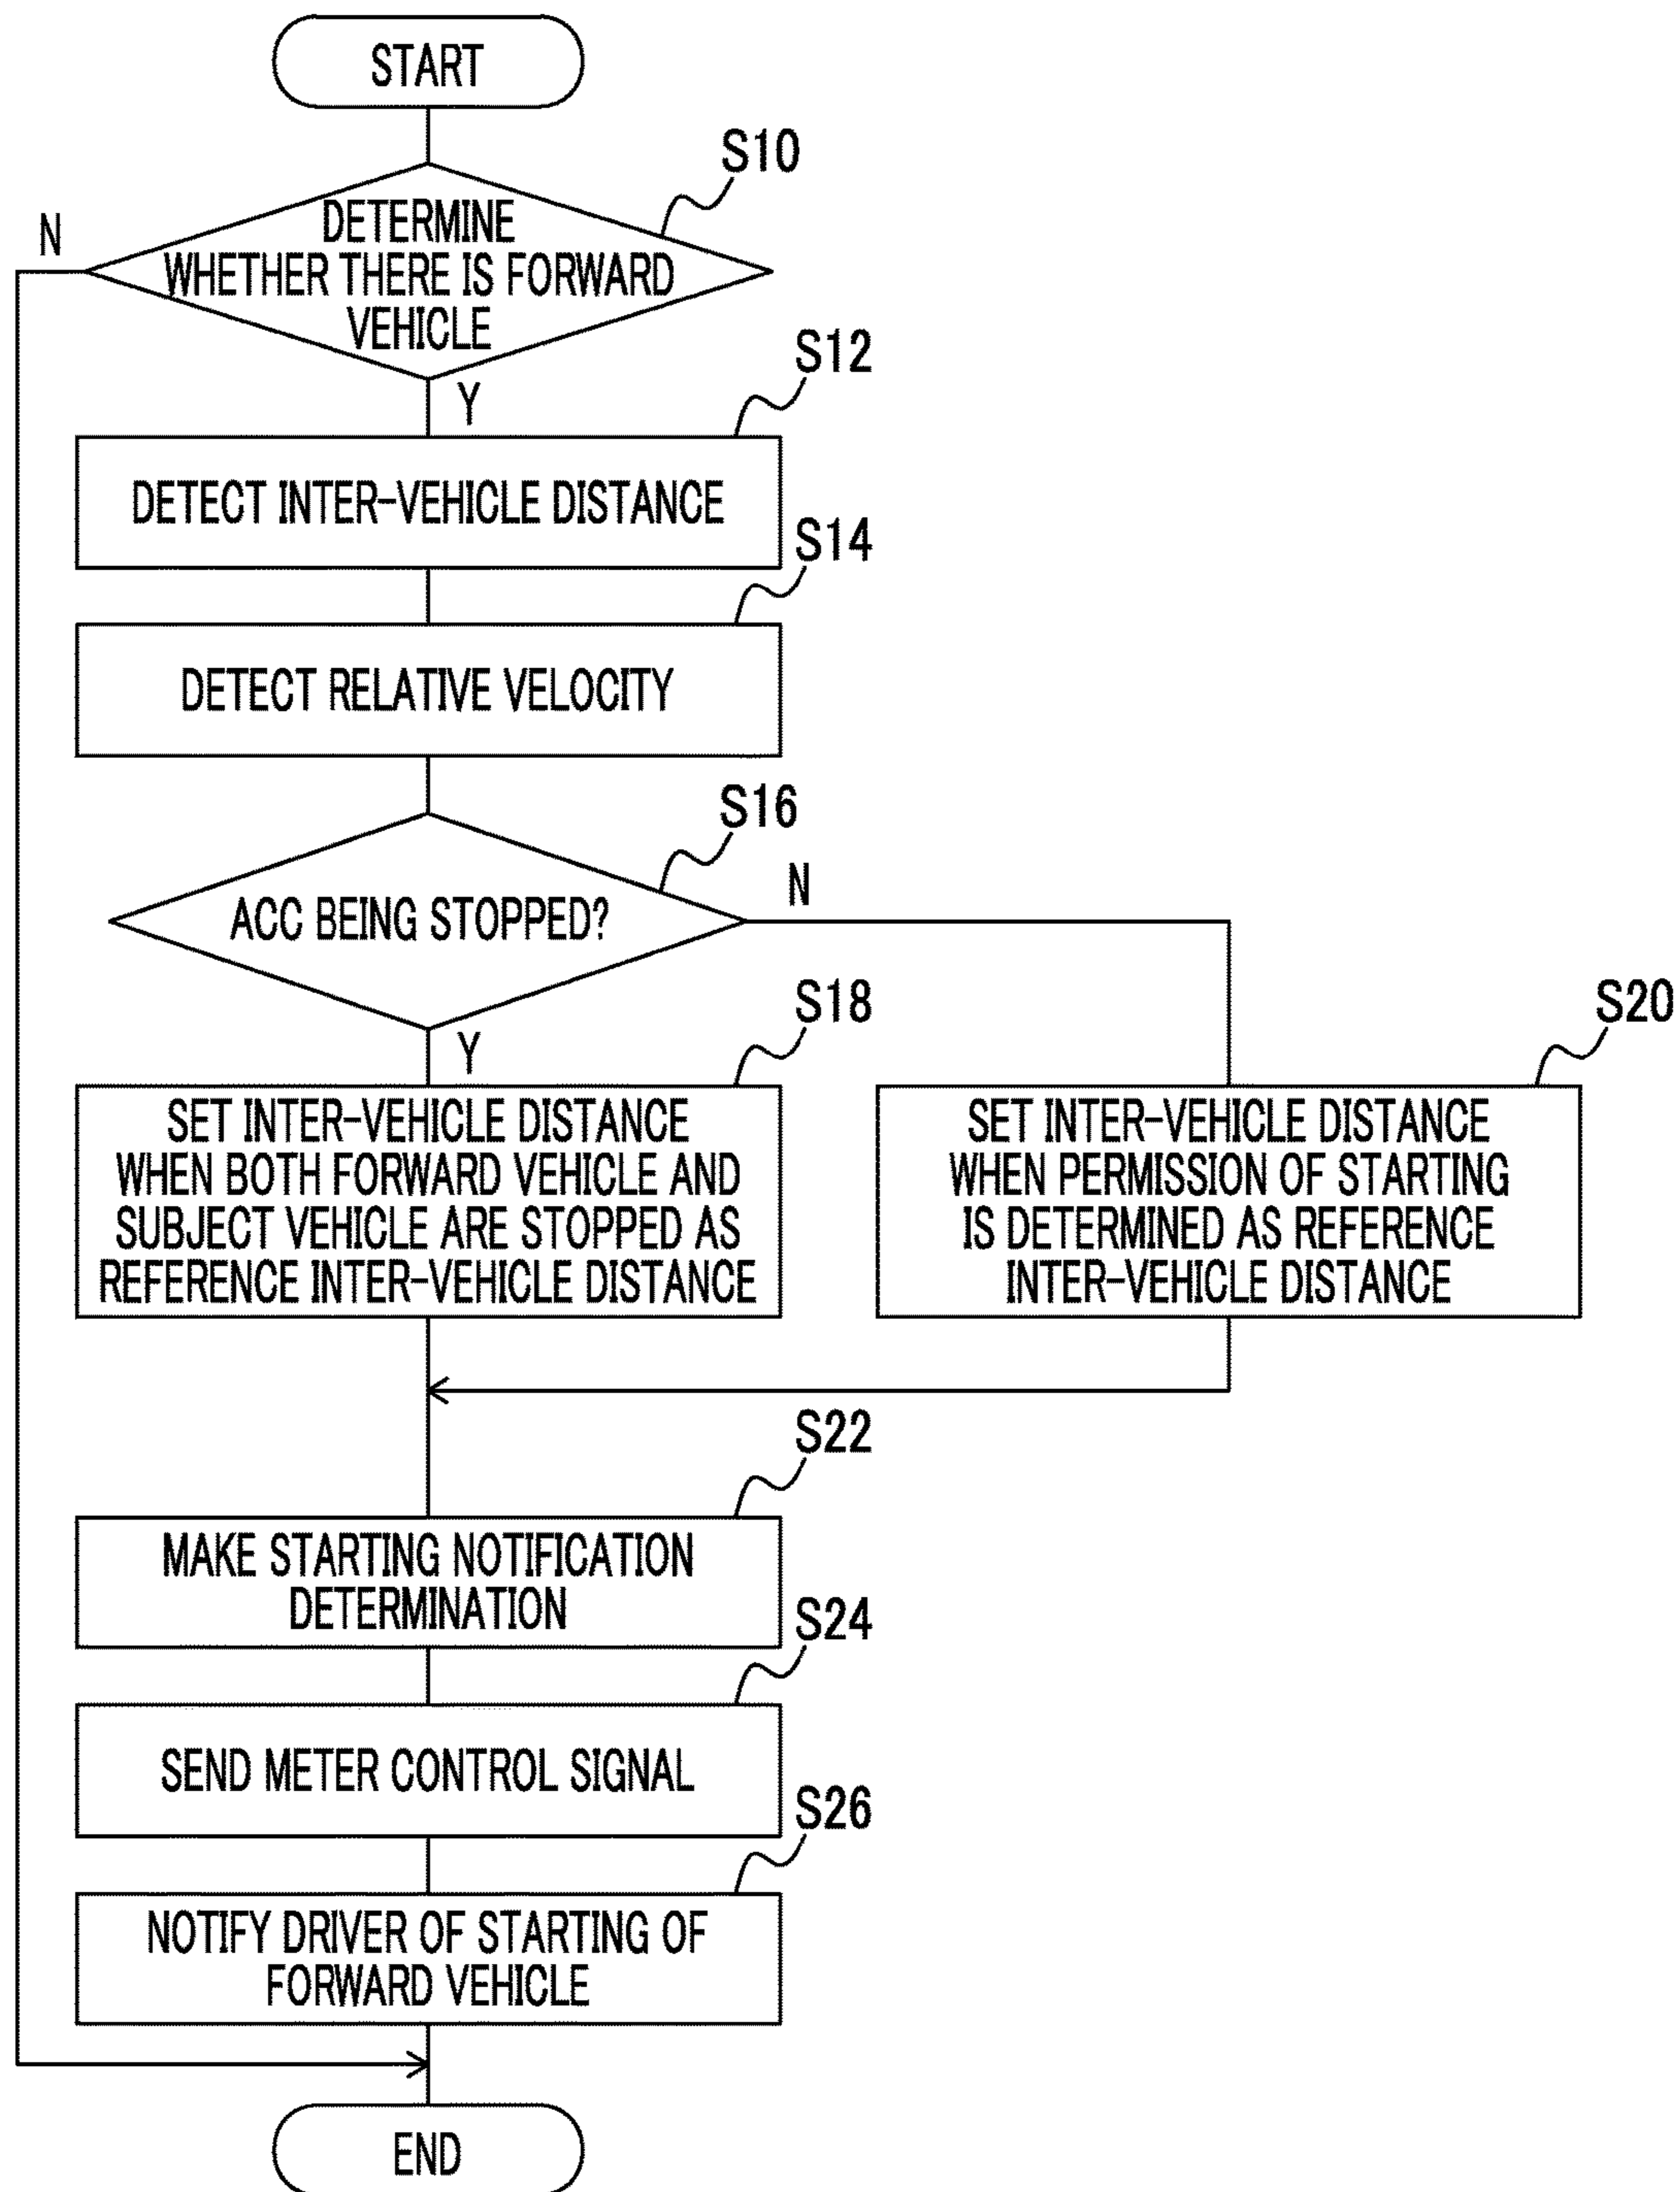 START
S10
N
DETERMINE
WHETHER THERE IS FORWARD
VEHICLE
Y
S12
DETECT INTER-VEHICLE DISTANCE
S14
DETECT RELATIVE VELOCITY
S16
ACC BEING STOPPED?
N
Y
S18
SET INTER-VEHICLE DISTANCE
WHEN BOTH FORWARD VEHICLE AND
SUBJECT VEHICLE ARE STOPPED AS
REFERENCE INTER-VEHICLE DISTANCE
S20
SET INTER-VEHICLE DISTANCE
WHEN PERMISSION OF STARTING
IS DETERMINED AS REFERENCE
INTER-VEHICLE DISTANCE
S22
MAKE STARTING NOTIFICATION
DETERMINATION
S24
SEND METER CONTROL SIGNAL
S26
NOTIFY DRIVER OF STARTING OF
FORWARD VEHICLE
END